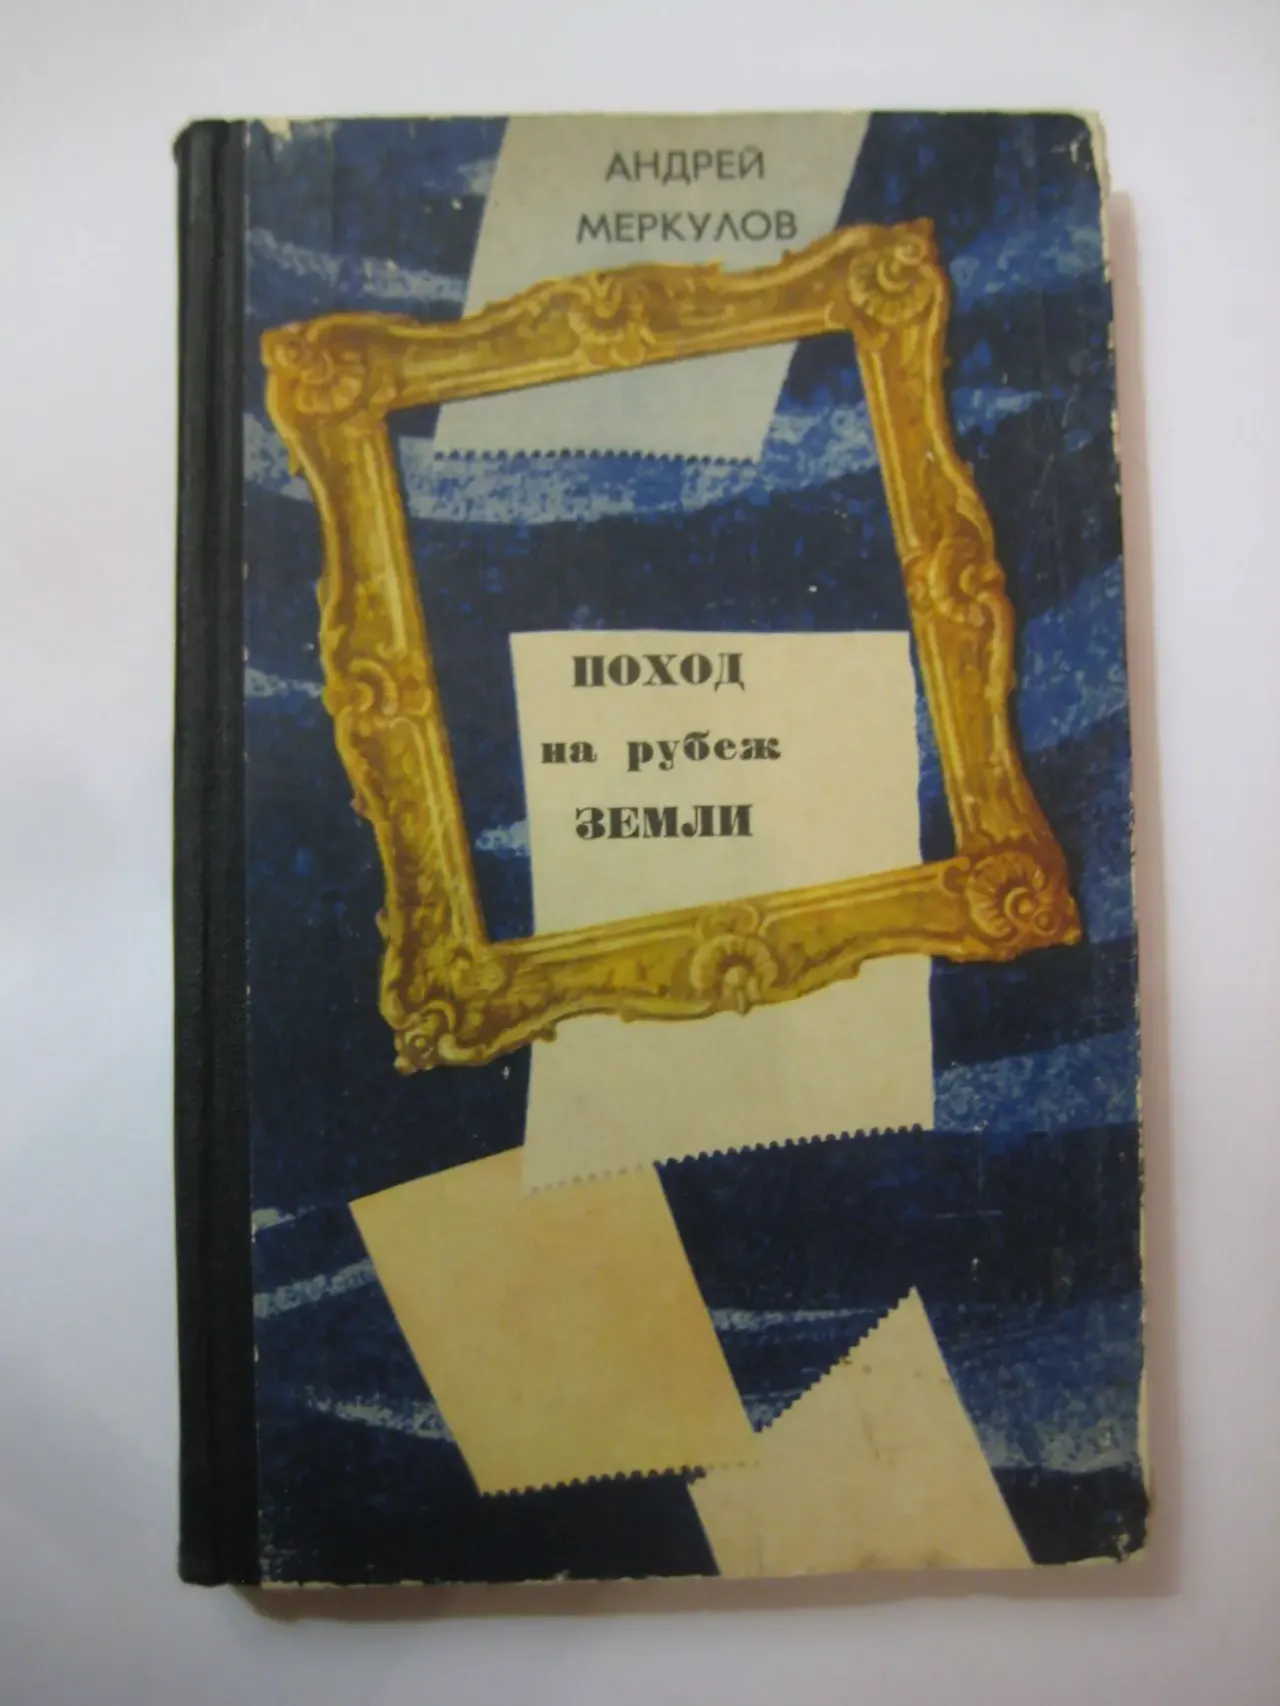 АНДРЕЙ
МЕРКУЛОВ
ПОХОД
на рубеж
ЗЕМЛИ